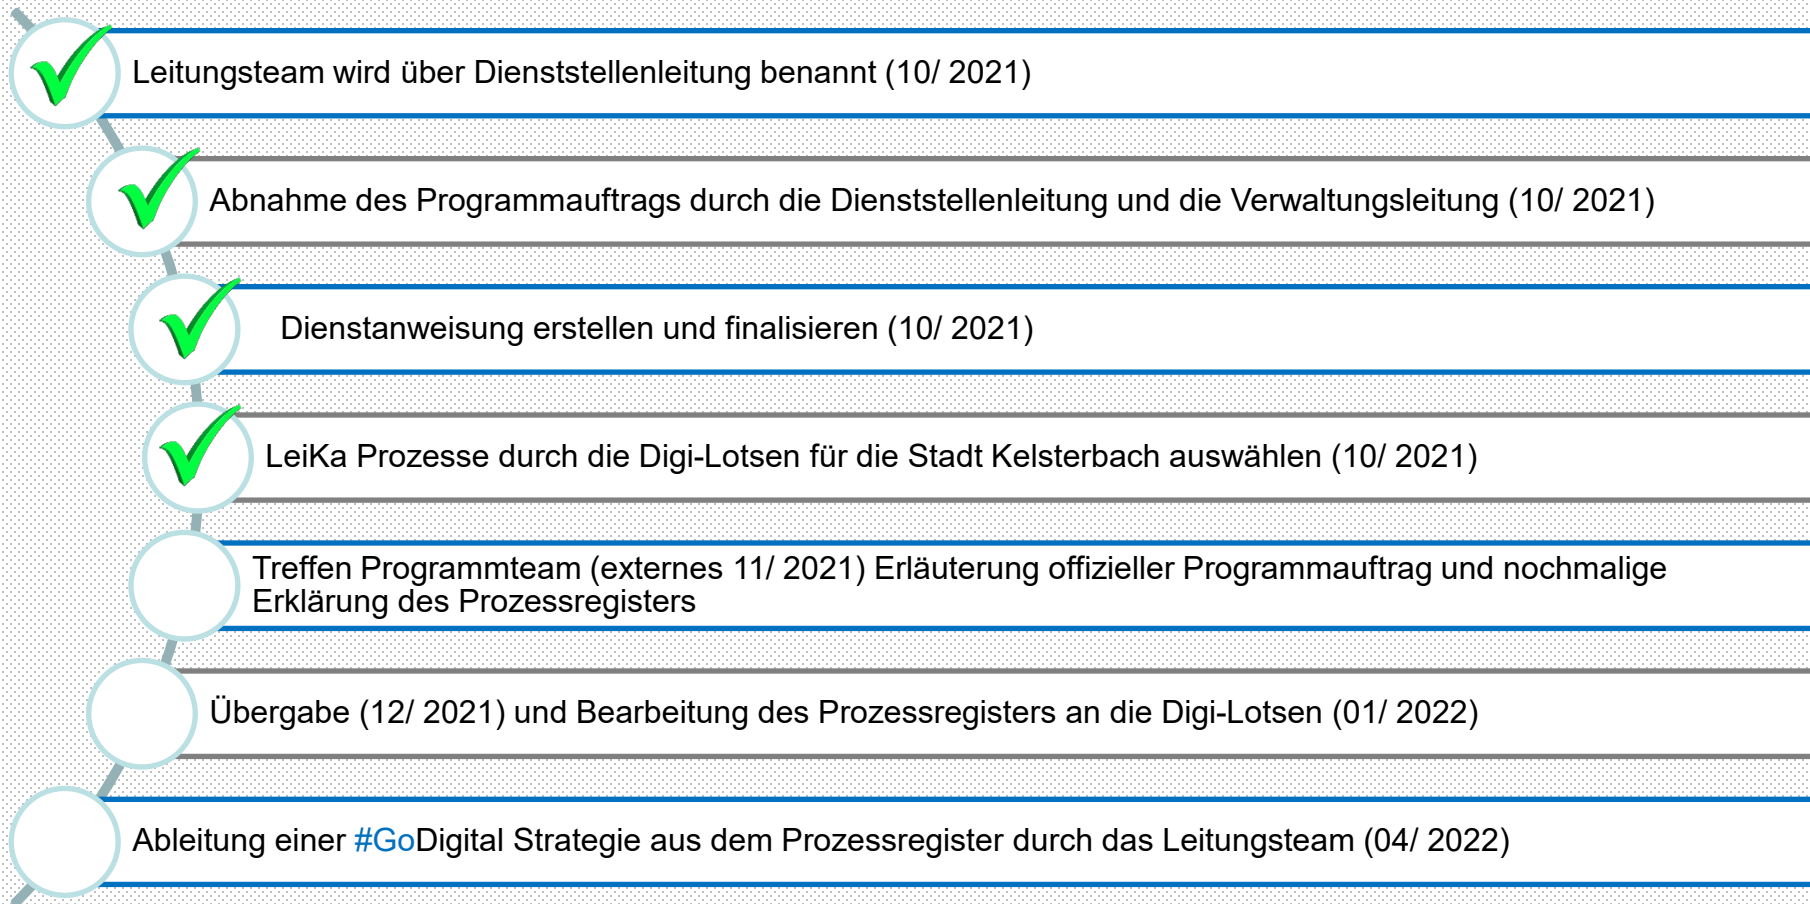 Leitungsteam wird über Dienststellenleitung benannt (10/ 2021)
Abnahme des Programmauftrags durch die Dienststellenleitung und die Verwaltungsleitung (10/ 2021)
Dienstanweisung erstellen und finalisieren (10/ 2021)
LeiKa Prozesse durch die Digi-Lotsen für die Stadt Kelsterbach auswählen (10/ 2021)
Treffen Programmteam (externes 11/ 2021) Erläuterung offizieller Programmauftrag und nochmalige
Erklärung des Prozessregisters
Übergabe (12/ 2021) und Bearbeitung des Prozessregisters an die Digi-Lotsen (01/ 2022)
Ableitung einer #GoDigital Strategie aus dem Prozessregister durch das Leitungsteam (04/ 2022)